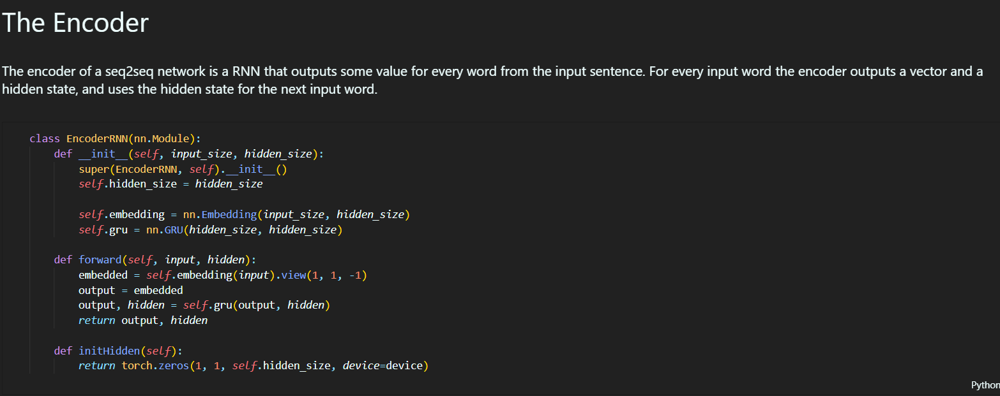 The Encoder
The encoder of a seq2seq network is a RNN that outputs some value for every word from the input sentence. For every input word the encoder outputs a vector and a
hidden state, and uses the hidden state for the next input word.
class EncoderRNN(nn.Module):
    def __init__(self, input_size, hidden_size):
        super(EncoderRNN, self).__init__()
        self.hidden_size = hidden_size

        self.embedding = nn.Embedding(input_size, hidden_size)
        self.gru = nn.GRU(hidden_size, hidden_size)

    def forward(self, input, hidden):
        embedded = self.embedding(input).view(1, 1, -1)
        output = embedded
        output, hidden = self.gru(output, hidden)
        return output, hidden

    def initHidden(self):
        return torch.zeros(1, 1, self.hidden_size, device=device)
Python